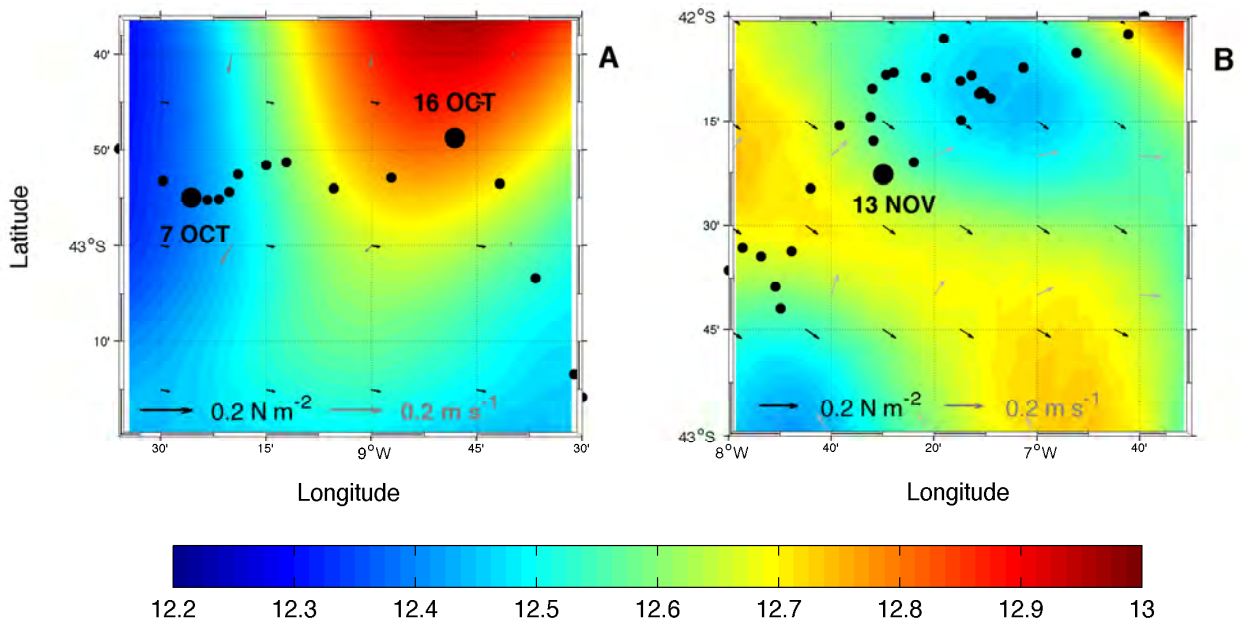 A
40'
16 OCT
50'
7 OCT
43°S
10'
0.2 N m-2
0.2 m s-1
30'
15'
9°W
45'
30'
Latitude
Longitude
B
42°S
15'
13 NOV
30'
45'
0.2 N m-2
0.2 m s-1
43°S
8°W
40'
20'
7°W
40'
Longitude
12.2
12.3
12.4
12.5
12.6
12.7
12.8
12.9
13